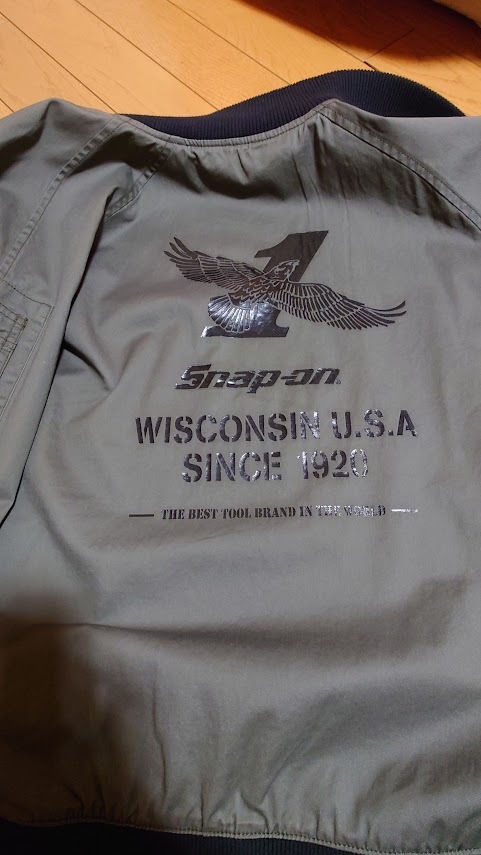 1
Snap-on
WISCONSIN U.S.A
SINCE 1920
THE BEST TOOL BRAND IN THE WORLD